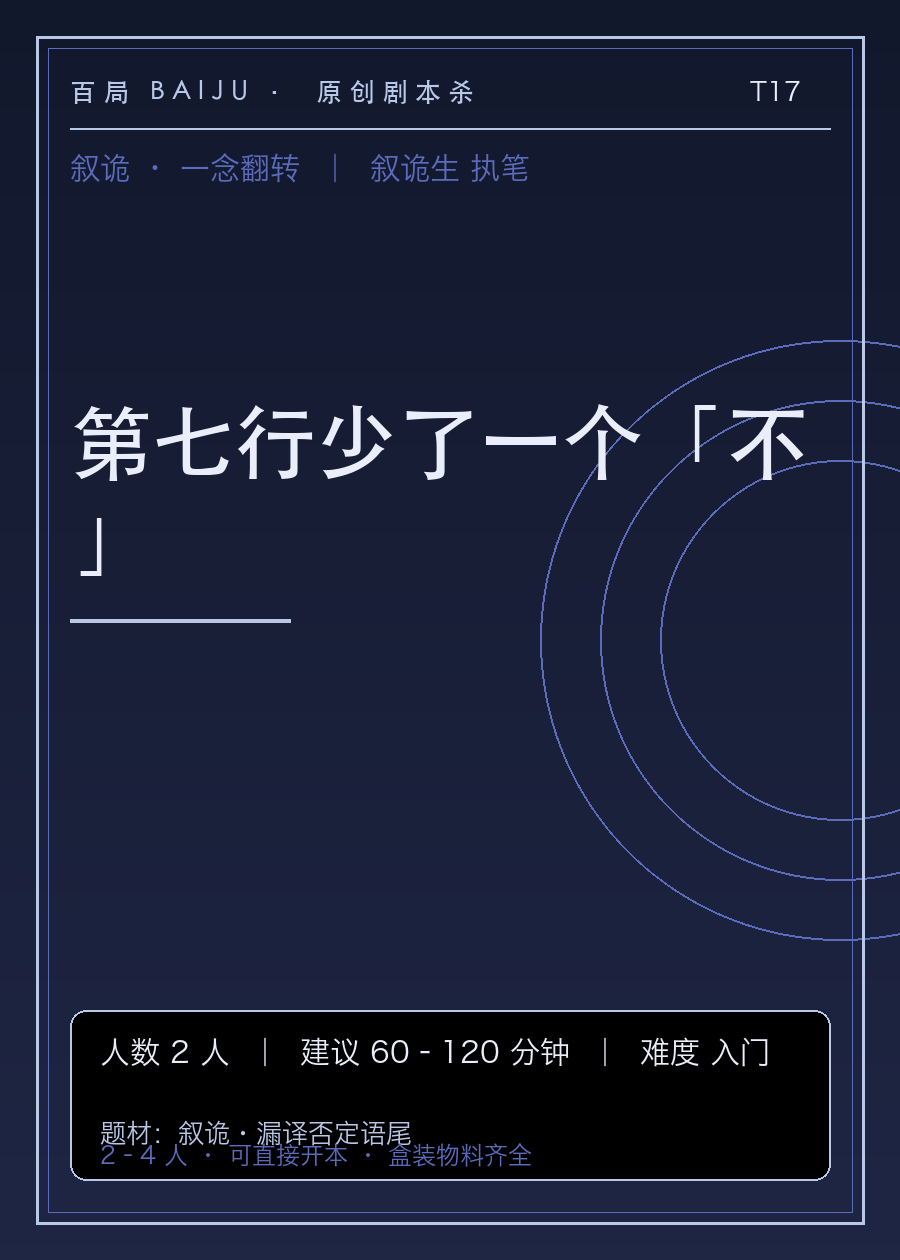 百局 BAIJU · 原创剧本杀 T17
叙诡 · 一念翻转 ｜ 叙诡生 执笔
第七行少了一个「不
」
人数 2 人 ｜ 建议 60 - 120 分钟 ｜ 难度 入门
题材：叙诡·漏译否定语尾
2 - 4 人 · 可直接开本 · 盒装物料齐全